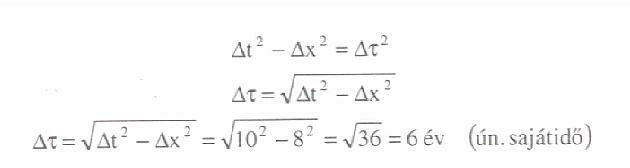 Δt² − Δx² = Δτ²
Δτ = √(Δt² − Δx²)
Δτ = √(Δt² − Δx²) = √(10² − 8²) = √36 = 6 év (ún. sajátidő)